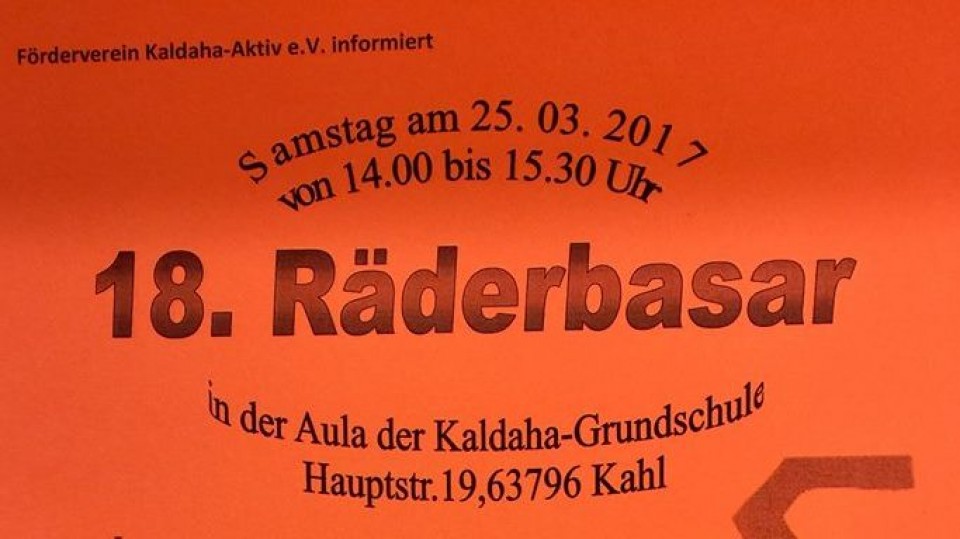 Förderverein Kaldaha-Aktiv e.V. informiert
Samstag am 25. 03. 2017
von 14.00 bis 15.30 Uhr
18. Räderbasar
in der Aula der Kaldaha-Grundschule
Hauptstr.19,63796 Kahl